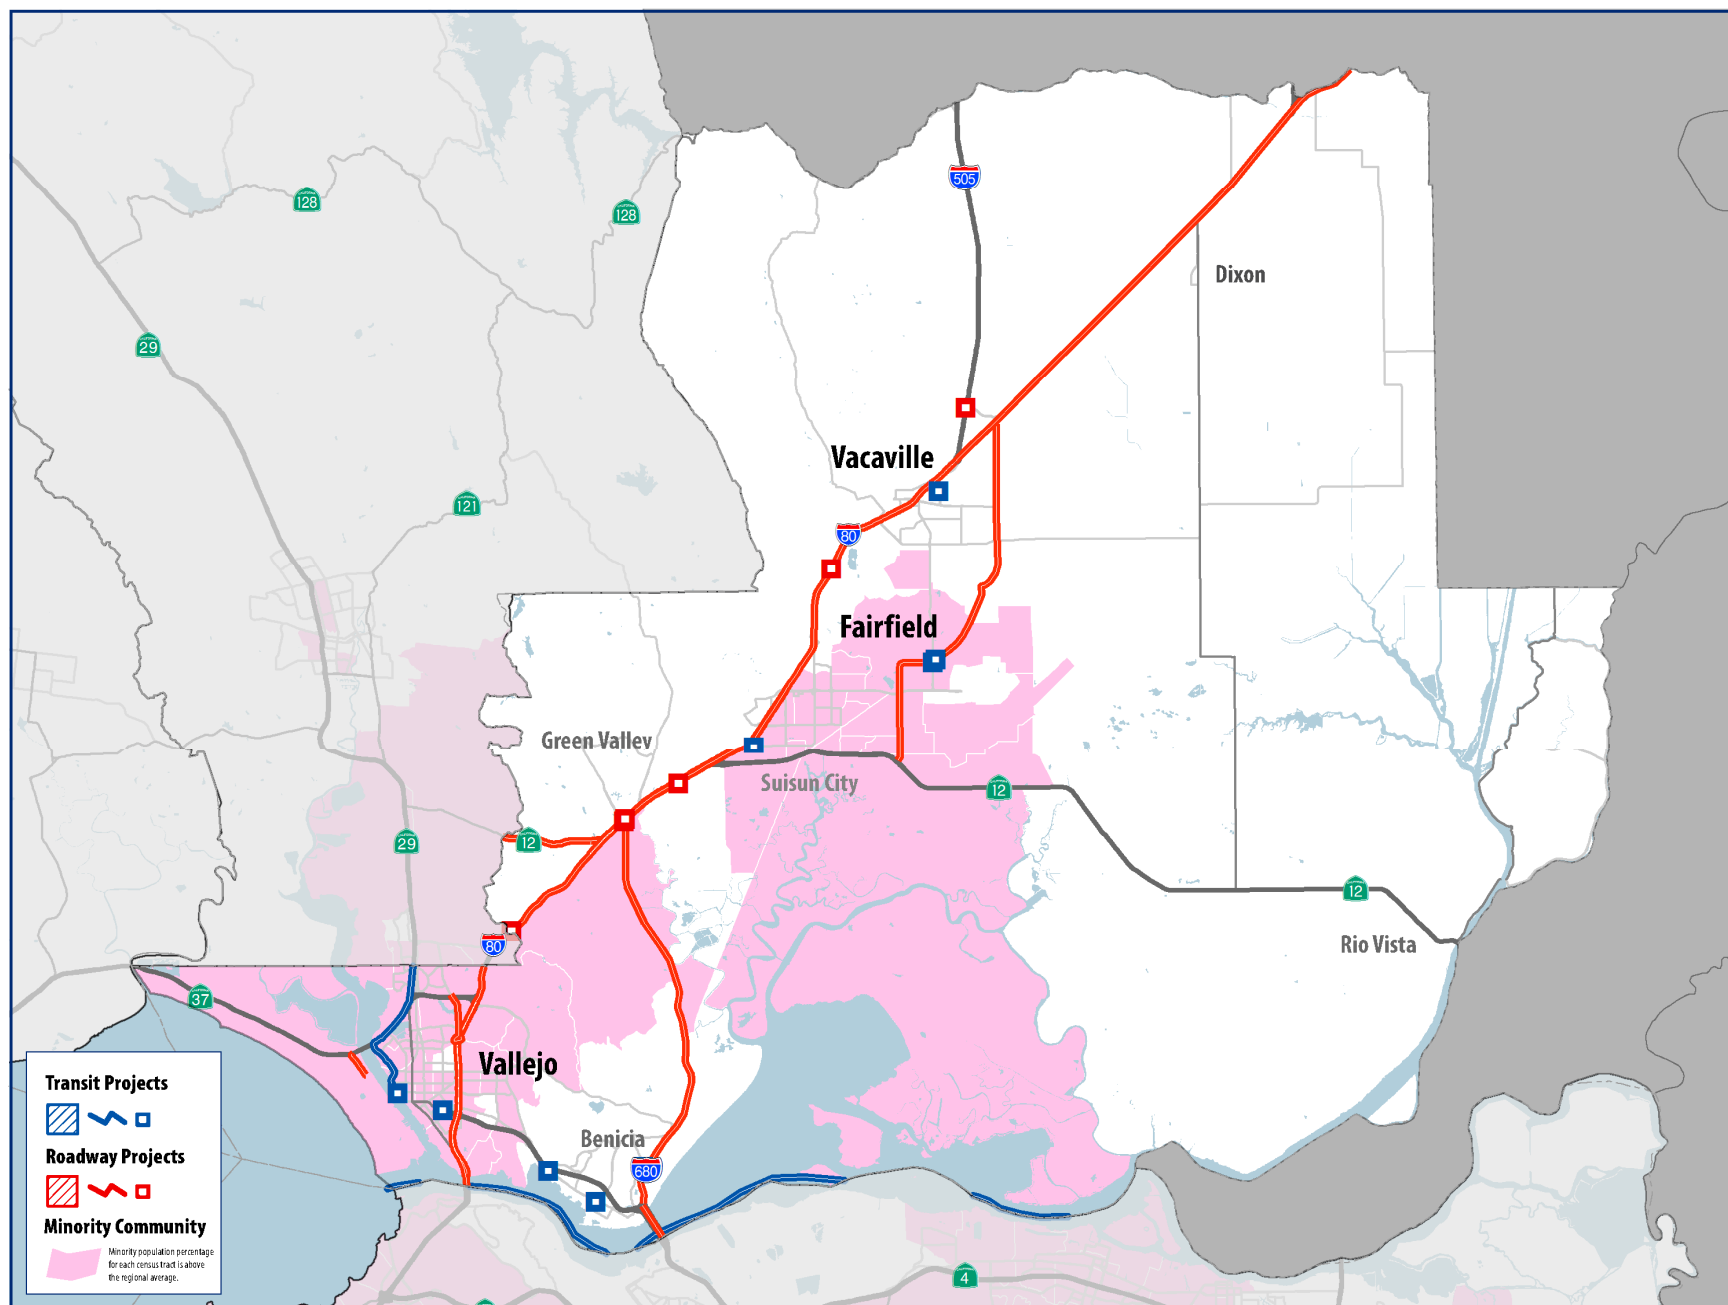 128
128
505
29
Dixon
Vacaville
121
80
Fairfield
Green Valley
Suisun City
12
29
12
12
Rio Vista
80
37
Vallejo
Benicia
680
4
Transit Projects
Roadway Projects
Minority Community
Minority population percentage
for each census tract is above
the regional average.